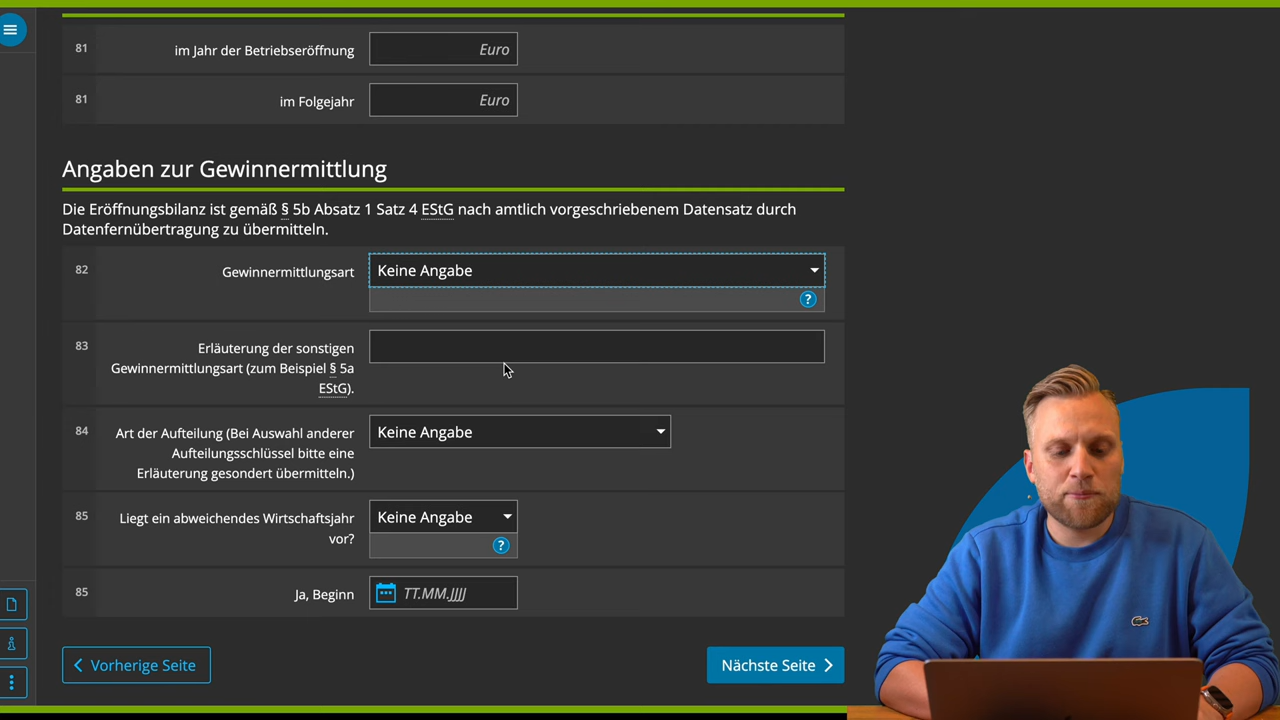 81
im Jahr der Betriebseröffnung
Euro
81
im Folgejahr
Euro
Angaben zur Gewinnermittlung
Die Eröffnungsbilanz ist gemäß § 5b Absatz 1 Satz 4 EStG nach amtlich vorgeschriebenem Datensatz durch
Datenfernübertragung zu übermitteln.
82
Gewinnermittlungsart
Keine Angabe
?
83
Erläuterung der sonstigen
Gewinnermittlungsart (zum Beispiel § 5a
EStG).
84
Art der Aufteilung (Bei Auswahl anderer
Aufteilungsschlüssel bitte eine
Erläuterung gesondert übermitteln.)
Keine Angabe
85
Liegt ein abweichendes Wirtschaftsjahr
vor?
Keine Angabe
?
85
Ja, Beginn
TT.MM.JJJJ
Vorherige Seite
Nächste Seite